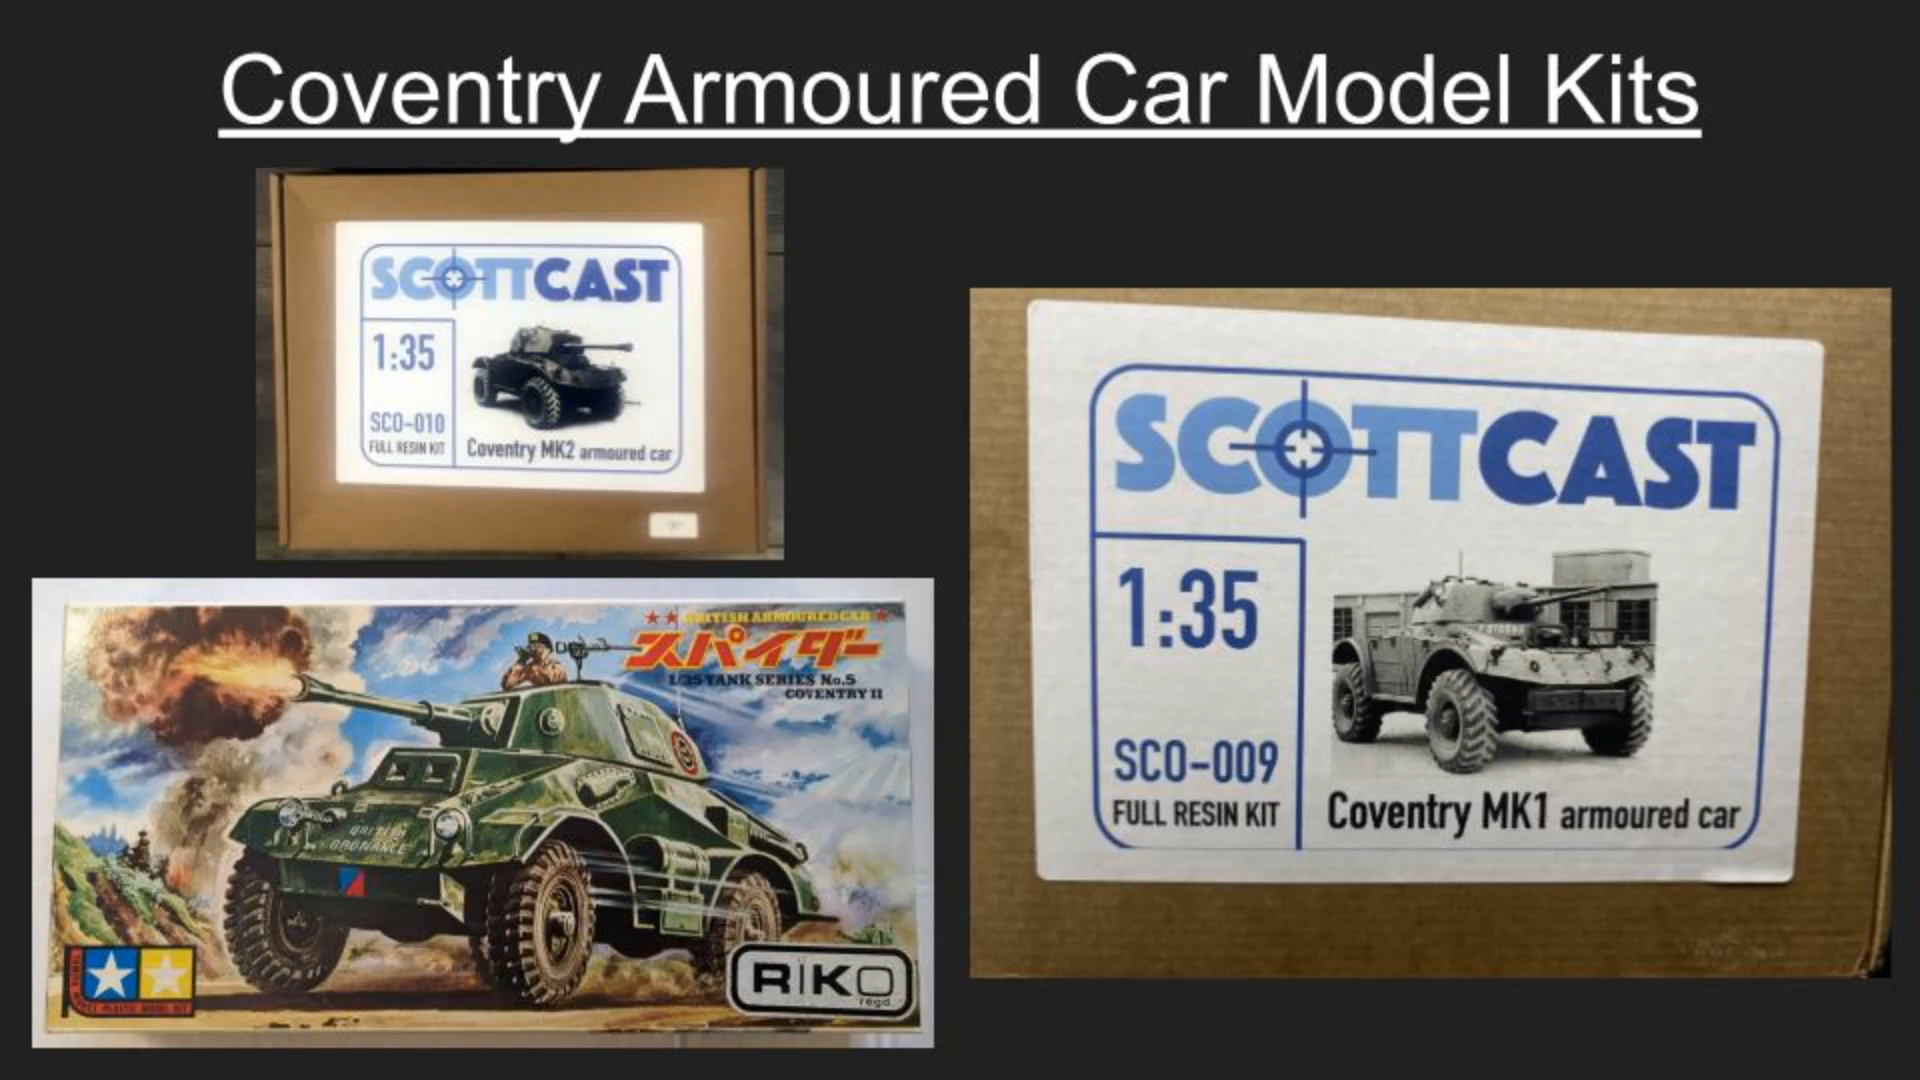 Coventry Armoured Car Model Kits
SCOTTCAST
1:35
SCO-010
FULL RESIN KIT
Coventry MK2 armoured car
★★ BRITISH ARMOURED CAR ★
スパイダー
1/35 TANK SERIES No.5
COVENTRY II
BRITISH
ORDNANCE
RIKO
regd.
SCOTTCAST
1:35
SCO-009
FULL RESIN KIT
Coventry MK1 armoured car